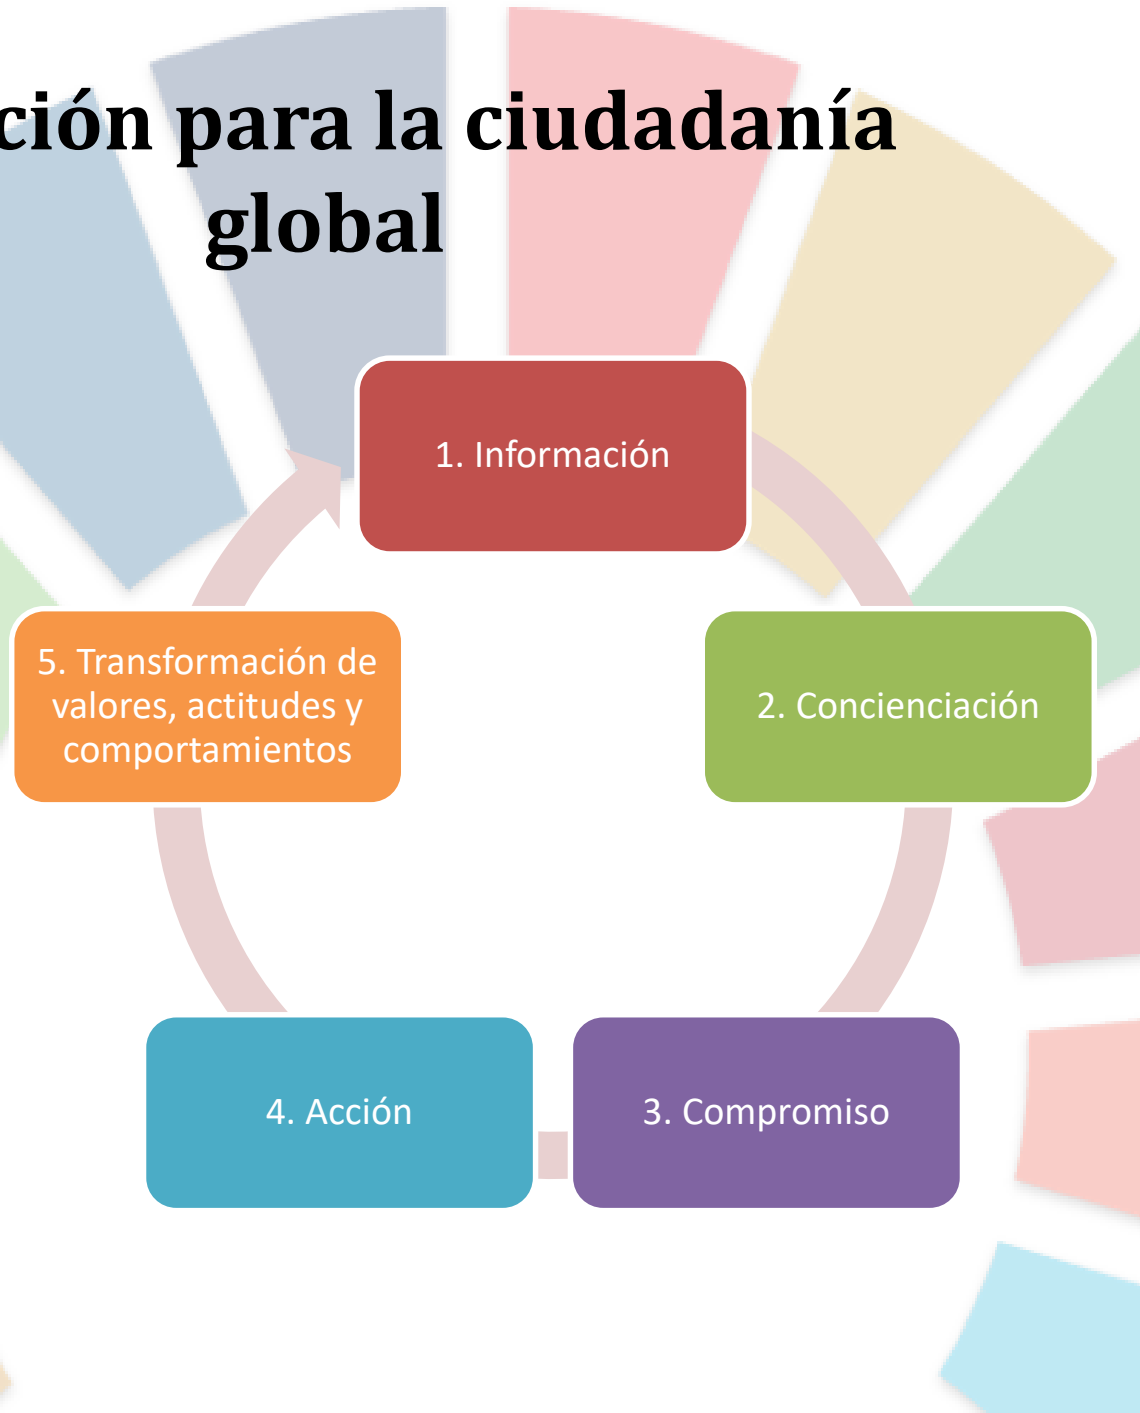 ción para la ciudadanía
global
1. Información
2. Concienciación
3. Compromiso
4. Acción
5. Transformación de
valores, actitudes y
comportamientos